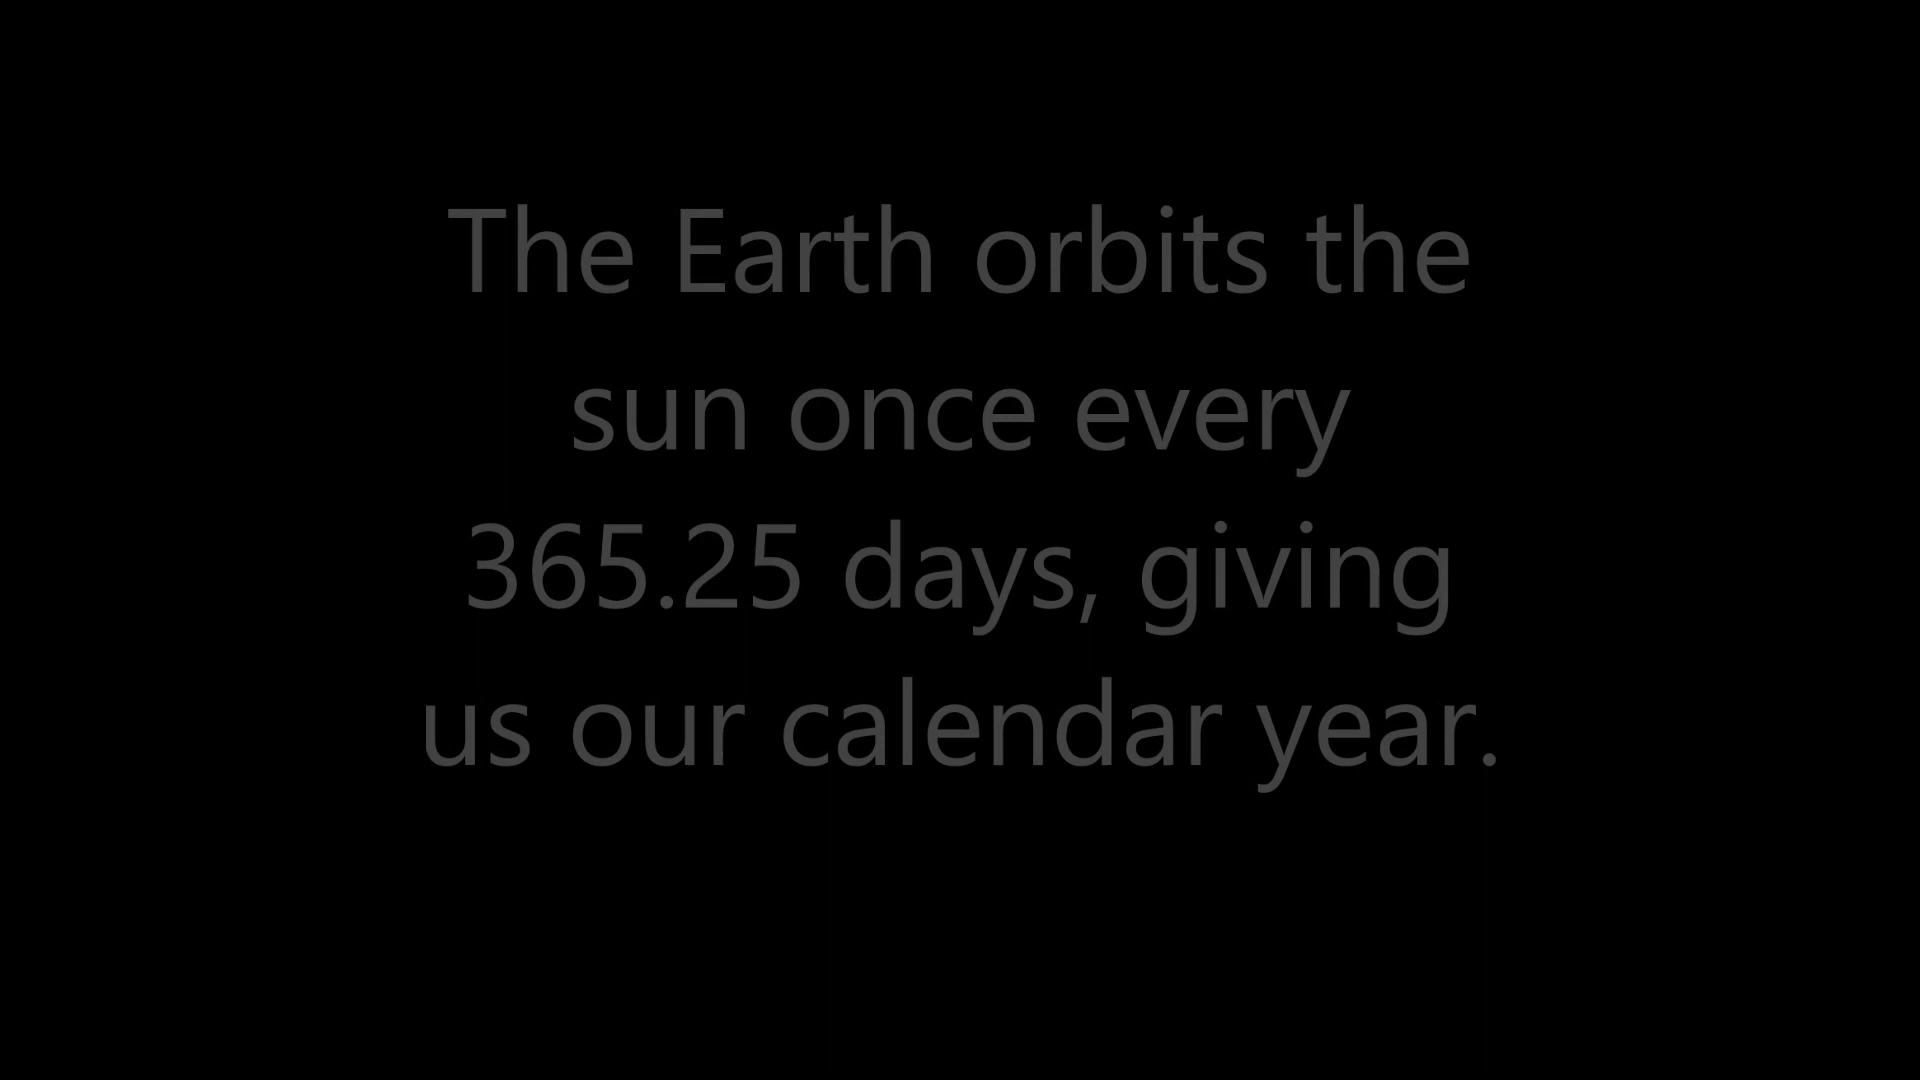 The Earth orbits the
sun once every
365.25 days, giving
us our calendar year.